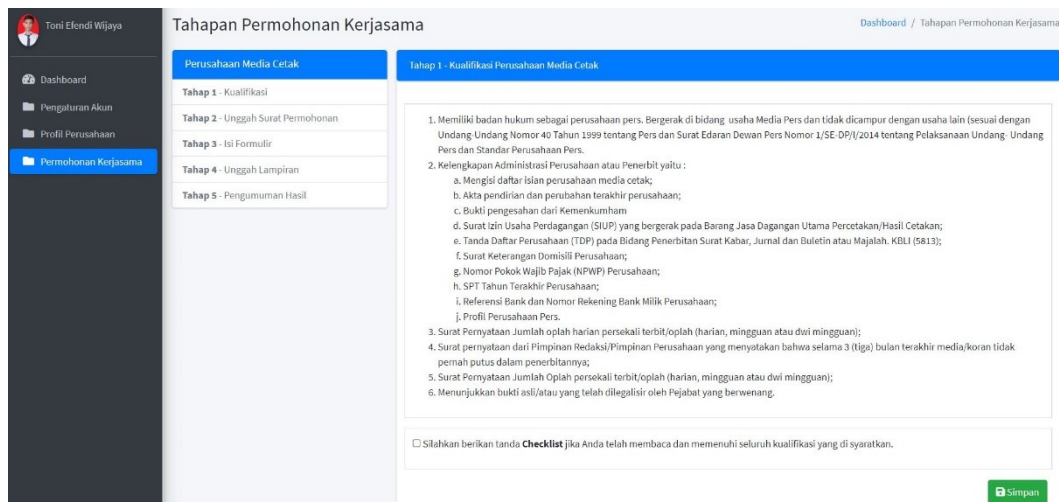 Toni Efendi Wijaya
Dashboard
Pengaturan Akun
Profil Perusahaan
Permohonan Kerjasama
Tahapan Permohonan Kerjasama
Dashboard / Tahapan Permohonan Kerjasama
Perusahaan Media Cetak
Tahap 1 - Kualifikasi
Tahap 2 - Unggah Surat Permohonan
Tahap 3 - Isi Formulir
Tahap 4 - Unggah Lampiran
Tahap 5 - Pengumuman Hasil
Tahap 1 - Kualifikasi Perusahaan Media Cetak
1. Memiliki badan hukum sebagai perusahaan pers. Bergerak di bidang usaha Media Pers dan tidak dicampur dengan usaha lain (sesuai dengan
Undang-Undang Nomor 40 Tahun 1999 tentang Pers dan Surat Edaran Dewan Pers Nomor 1/SE-DP/I/2014 tentang Pelaksanaan Undang- Undang
Pers dan Standar Perusahaan Pers.
2. Kelengkapan Administrasi Perusahaan atau Penerbit yaitu :
a. Mengisi daftar isian perusahaan media cetak;
b. Akta pendirian dan perubahan terakhir perusahaan;
c. Bukti pengesahan dari Kemenkumham
d. Surat Izin Usaha Perdagangan (SIUP) yang bergerak pada Barang Jasa Dagangan Utama Percetakan/Hasil Cetakan;
e. Tanda Daftar Perusahaan (TDP) pada Bidang Penerbitan Surat Kabar, Jurnal dan Buletin atau Majalah. KBLI (5813);
f. Surat Keterangan Domisili Perusahaan;
g. Nomor Pokok Wajib Pajak (NPWP) Perusahaan;
h. SPT Tahun Terakhir Perusahaan;
i. Referensi Bank dan Nomor Rekening Bank Milik Perusahaan;
j. Profil Perusahaan Pers.
3. Surat Pernyataan Jumlah oplah harian persekali terbit/oplah (harian, mingguan atau dwi mingguan);
4. Surat pernyataan dari Pimpinan Redaksi/Pimpinan Perusahaan yang menyatakan bahwa selama 3 (tiga) bulan terakhir media/koran tidak
pernah putus dalam penerbitannya;
5. Surat Pernyataan Jumlah Oplah persekali terbit/oplah (harian, mingguan atau dwi mingguan);
6. Menunjukkan bukti asli/atau yang telah dilegalisir oleh Pejabat yang berwenang.
Silahkan berikan tanda Checklist jika Anda telah membaca dan memenuhi seluruh kualifikasi yang di syaratkan.
Simpan